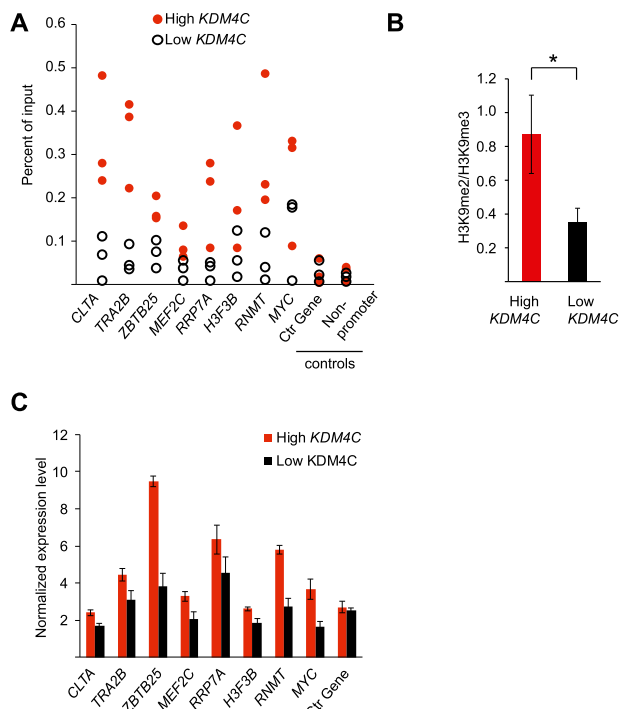 A
High KDM4C
Low KDM4C
Percent of input
0.6
0.5
0.4
0.3
0.2
0.1
CLTA
TRA2B
ZBTB25
MEF2C
RRP7A
H3F3B
RNMT
MYC
Ctr Gene
Non-
promoter
controls
B
*
H3K9me2/H3K9me3
1.2
1.0
0.8
0.6
0.4
0.2
High
KDM4C
Low
KDM4C
C
High KDM4C
Low KDM4C
Normalized expression level
12
10
8
6
4
2
CLTA
TRA2B
ZBTB25
MEF2C
RRP7A
H3F3B
RNMT
MYC
Ctr Gene